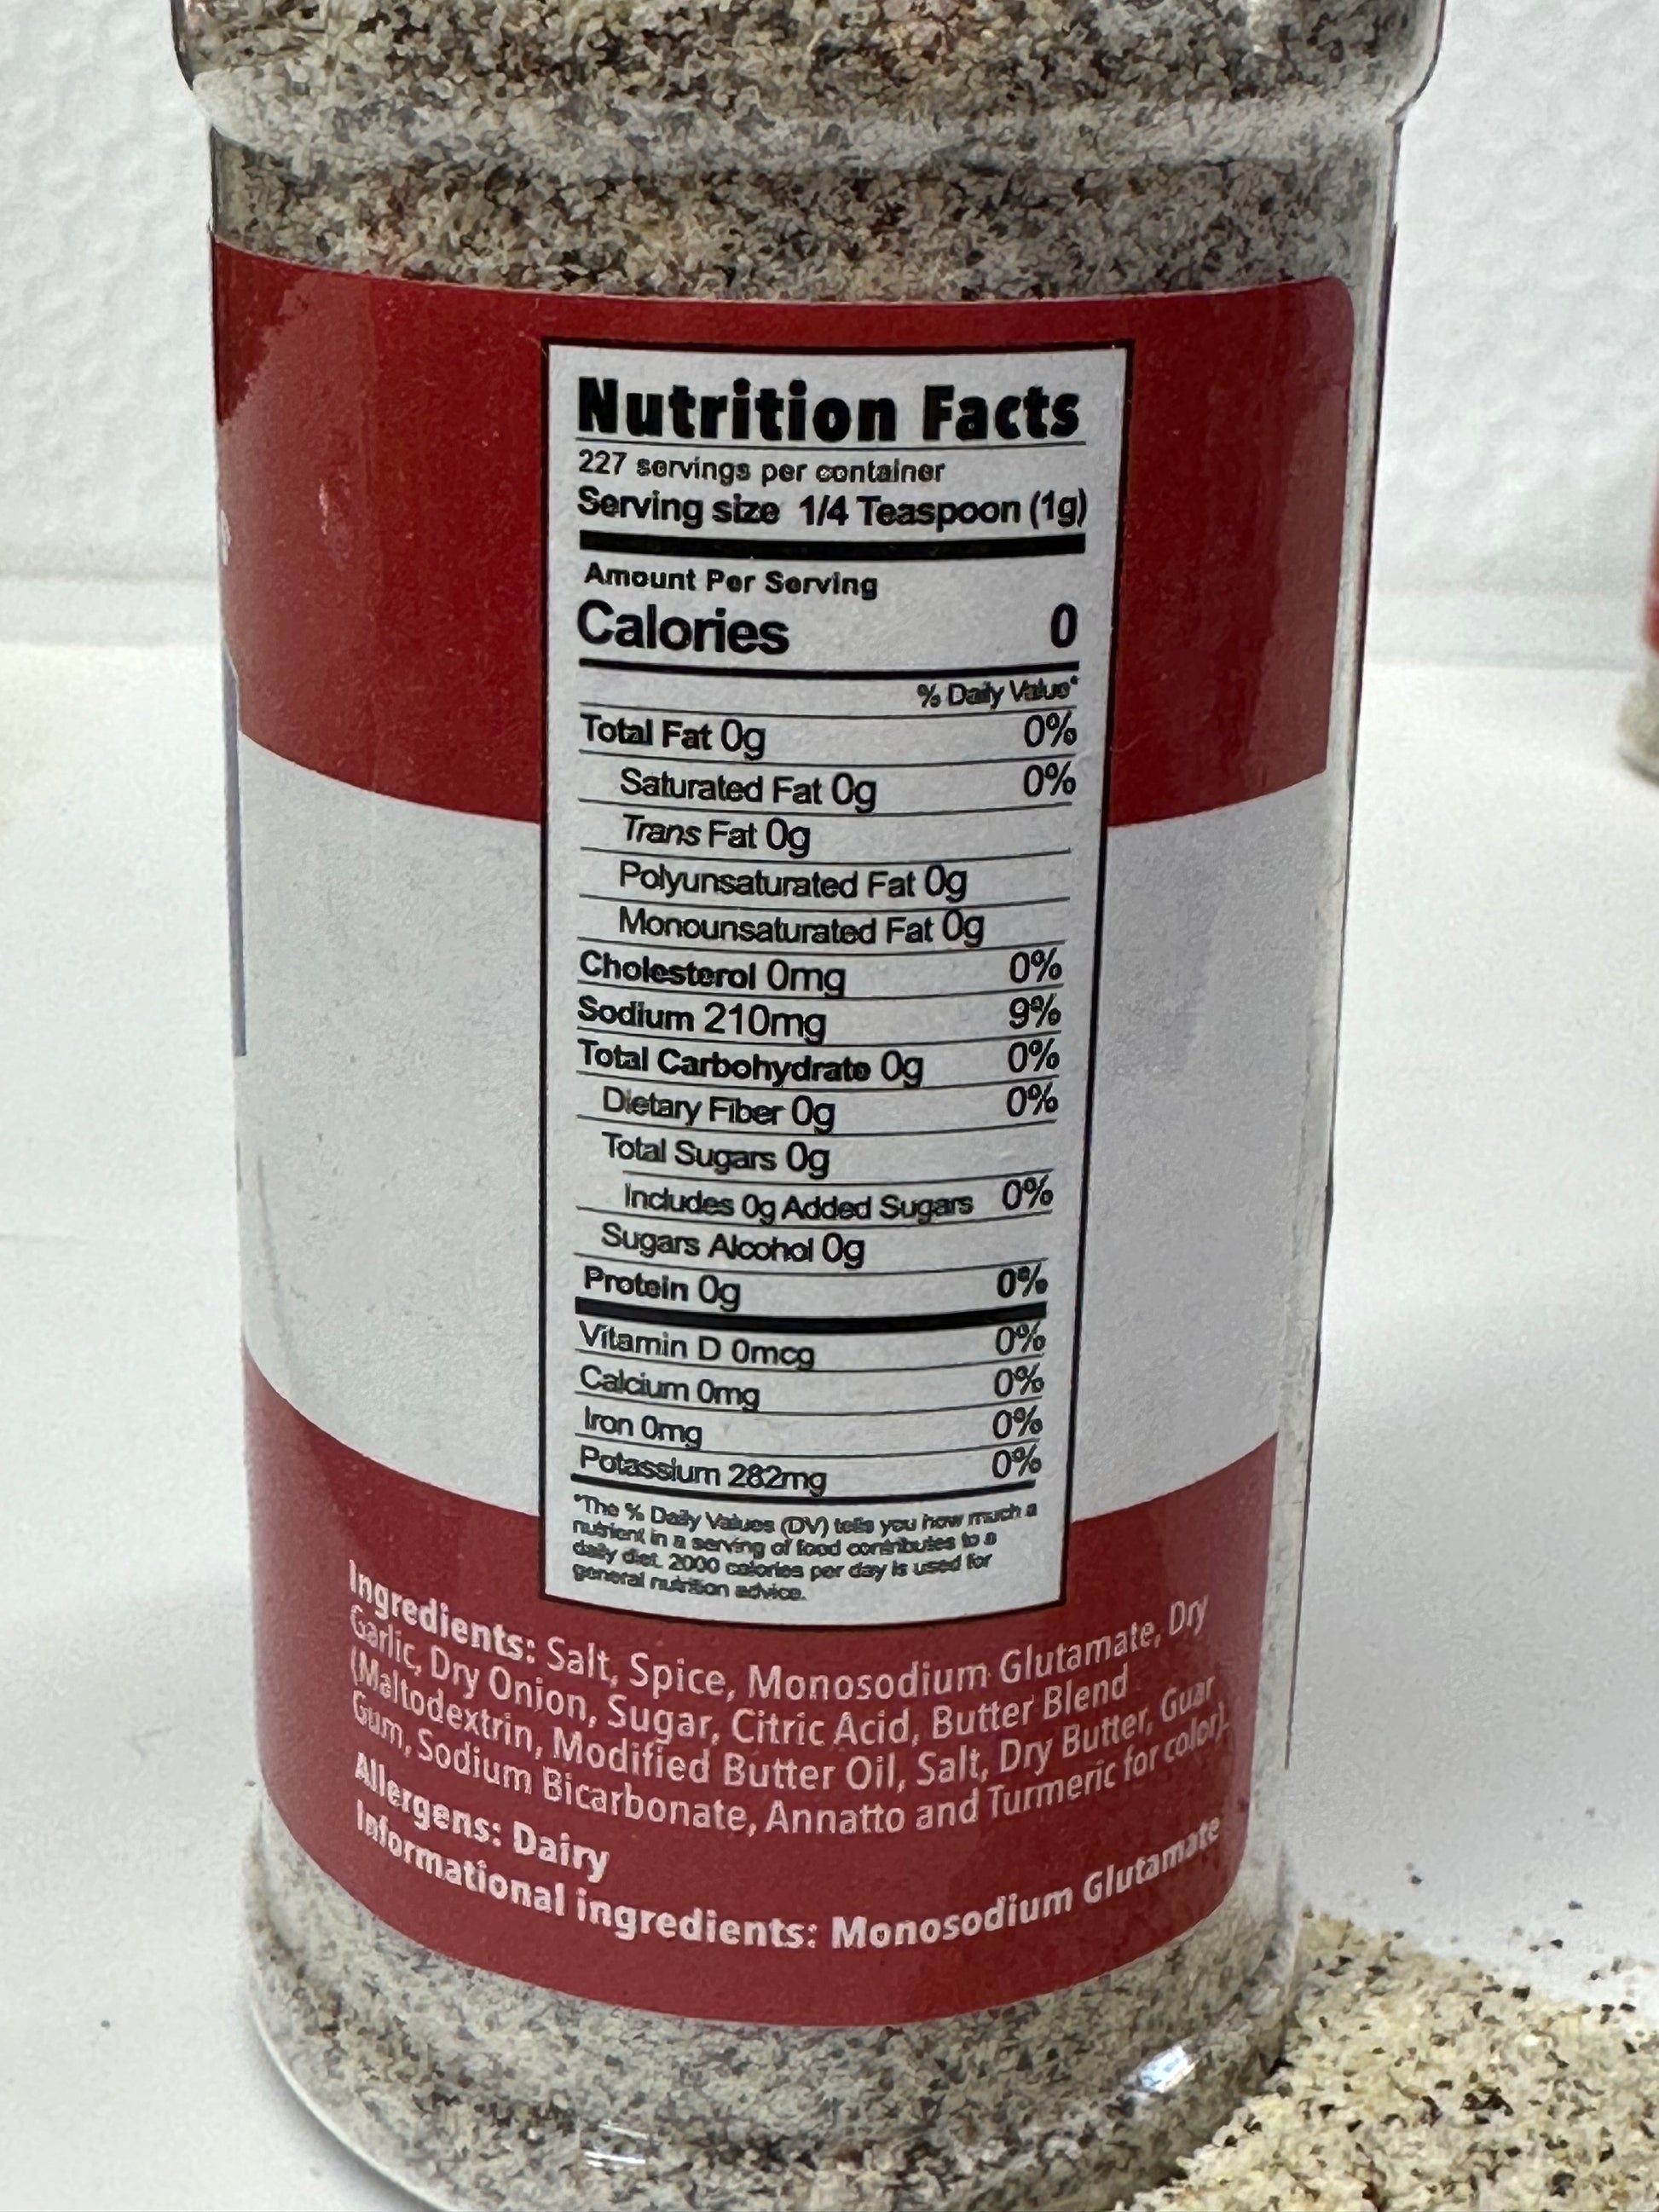 Nutrition Facts
227 servings per container
Serving size 1/4 Teaspoon (1g)
Amount Per Serving
Calories 0
% Daily Value*
Total Fat 0g 0%
Saturated Fat 0g 0%
Trans Fat 0g
Polyunsaturated Fat 0g
Monounsaturated Fat 0g
Cholesterol 0mg 0%
Sodium 210mg 9%
Total Carbohydrate 0g 0%
Dietary Fiber 0g 0%
Total Sugars 0g
Includes 0g Added Sugars 0%
Sugars Alcohol 0g
Protein 0g 0%
Vitamin D 0mcg 0%
Calcium 0mg 0%
Iron 0mg 0%
Potassium 282mg 0%
*The % Daily Values (DV) tells you how much a
nutrient in a serving of food contributes to a
daily diet. 2000 calories per day is used for
general nutrition advice.
Ingredients: Salt, Spice, Monosodium Glutamate, Dry
Garlic, Dry Onion, Sugar, Citric Acid, Butter Blend
(Maltodextrin, Modified Butter Oil, Salt, Dry Butter, Guar
Gum, Sodium Bicarbonate, Annatto and Turmeric for color).
Allergens: Dairy
Informational ingredients: Monosodium Glutamate